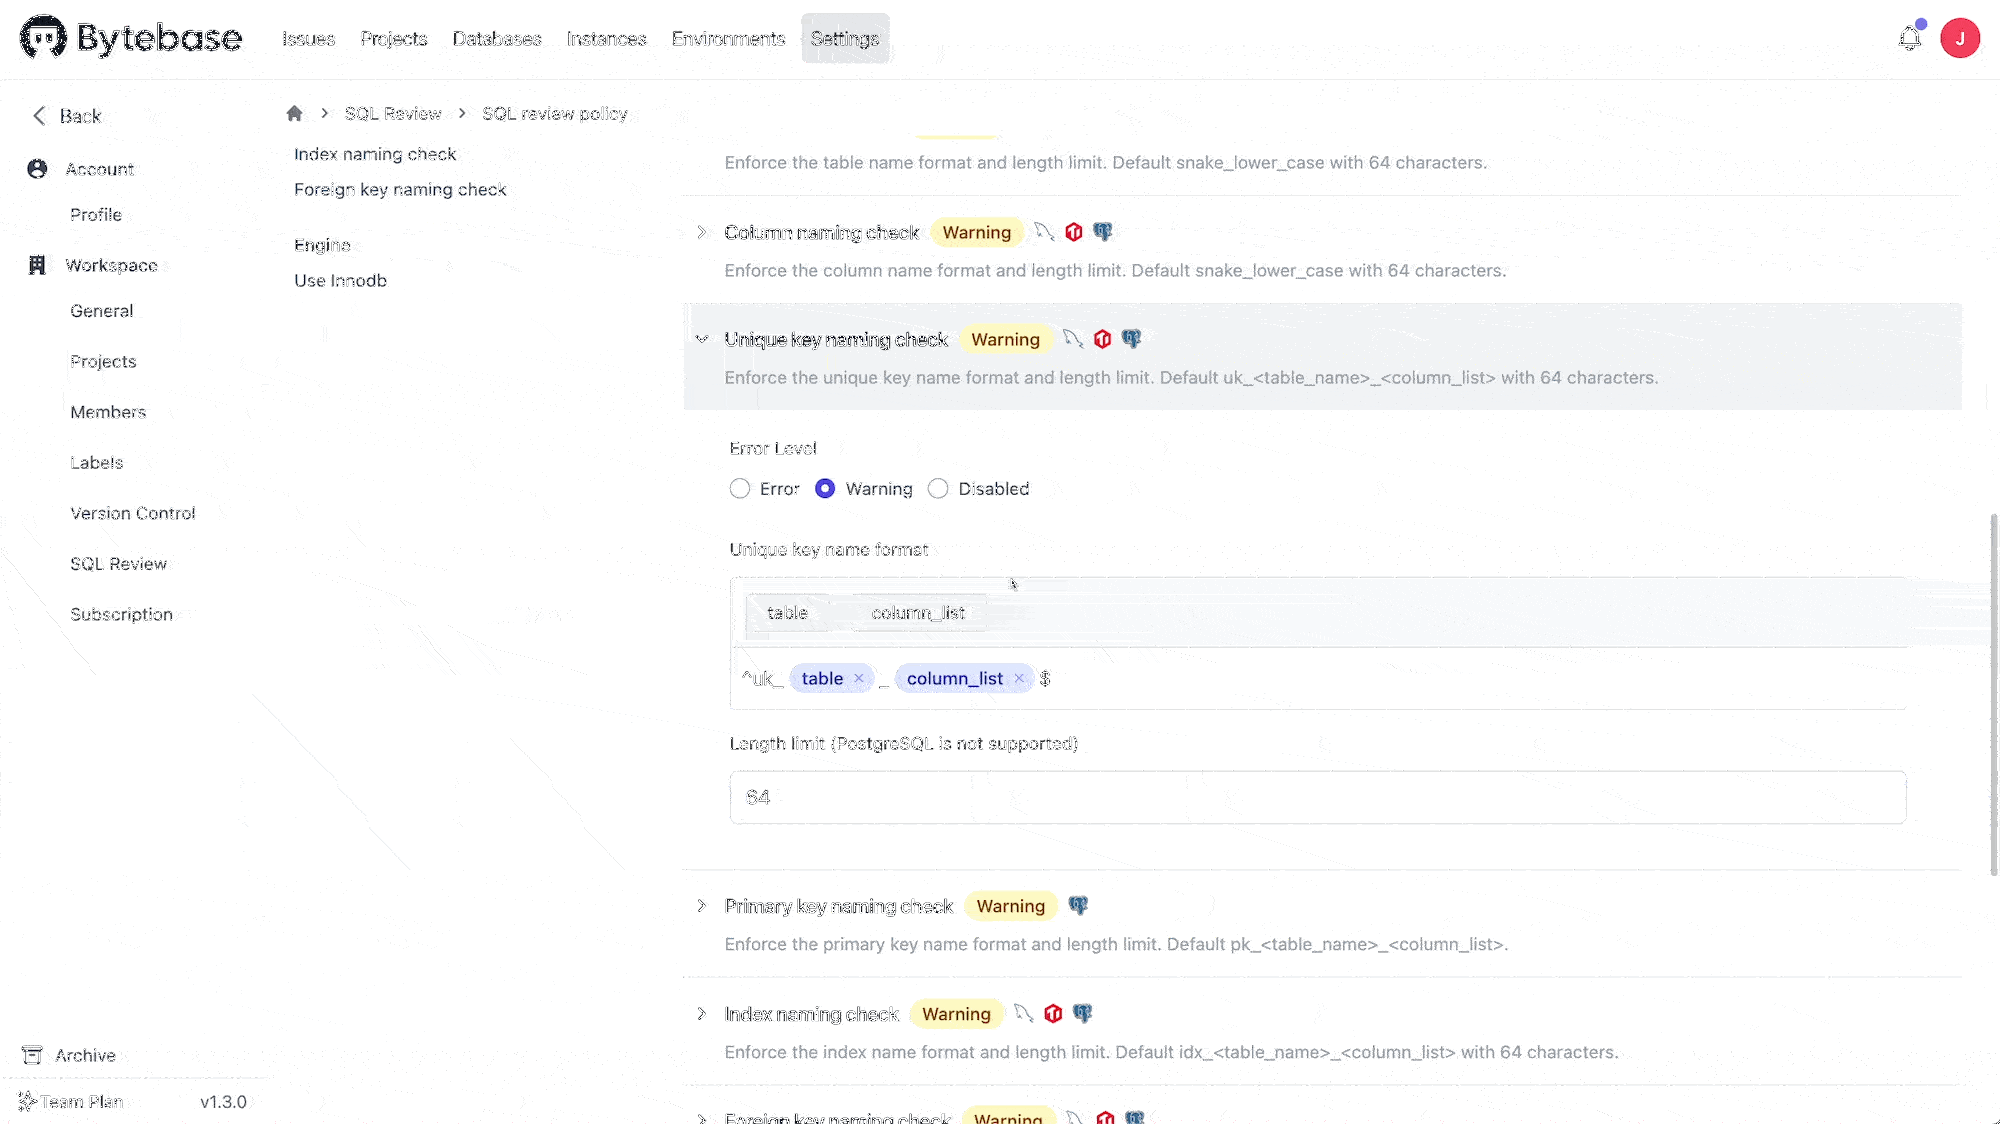 Bytebase Issues Projects Databases Instances Environments Settings J
Back
Account
Profile
Workspace
General
Projects
Members
Labels
Version Control
SQL Review
Subscription
Archive
Team Plan v1.3.0
SQL Review SQL review policy
Index naming check
Foreign key naming check
Engine
Use Innodb
Enforce the table name format and length limit. Default snake_lower_case with 64 characters.
Column naming check Warning
Enforce the column name format and length limit. Default snake_lower_case with 64 characters.
Unique key naming check Warning
Enforce the unique key name format and length limit. Default uk_<table_name>_<column_list> with 64 characters.
Error Level
Error Warning Disabled
Unique key name format
table column_list
^uk_ table × _ column_list × $
Length limit (PostgreSQL is not supported)
64
Primary key naming check Warning
Enforce the primary key name format and length limit. Default pk_<table_name>_<column_list>.
Index naming check Warning
Enforce the index name format and length limit. Default idx_<table_name>_<column_list> with 64 characters.
Foreign key naming check Warning